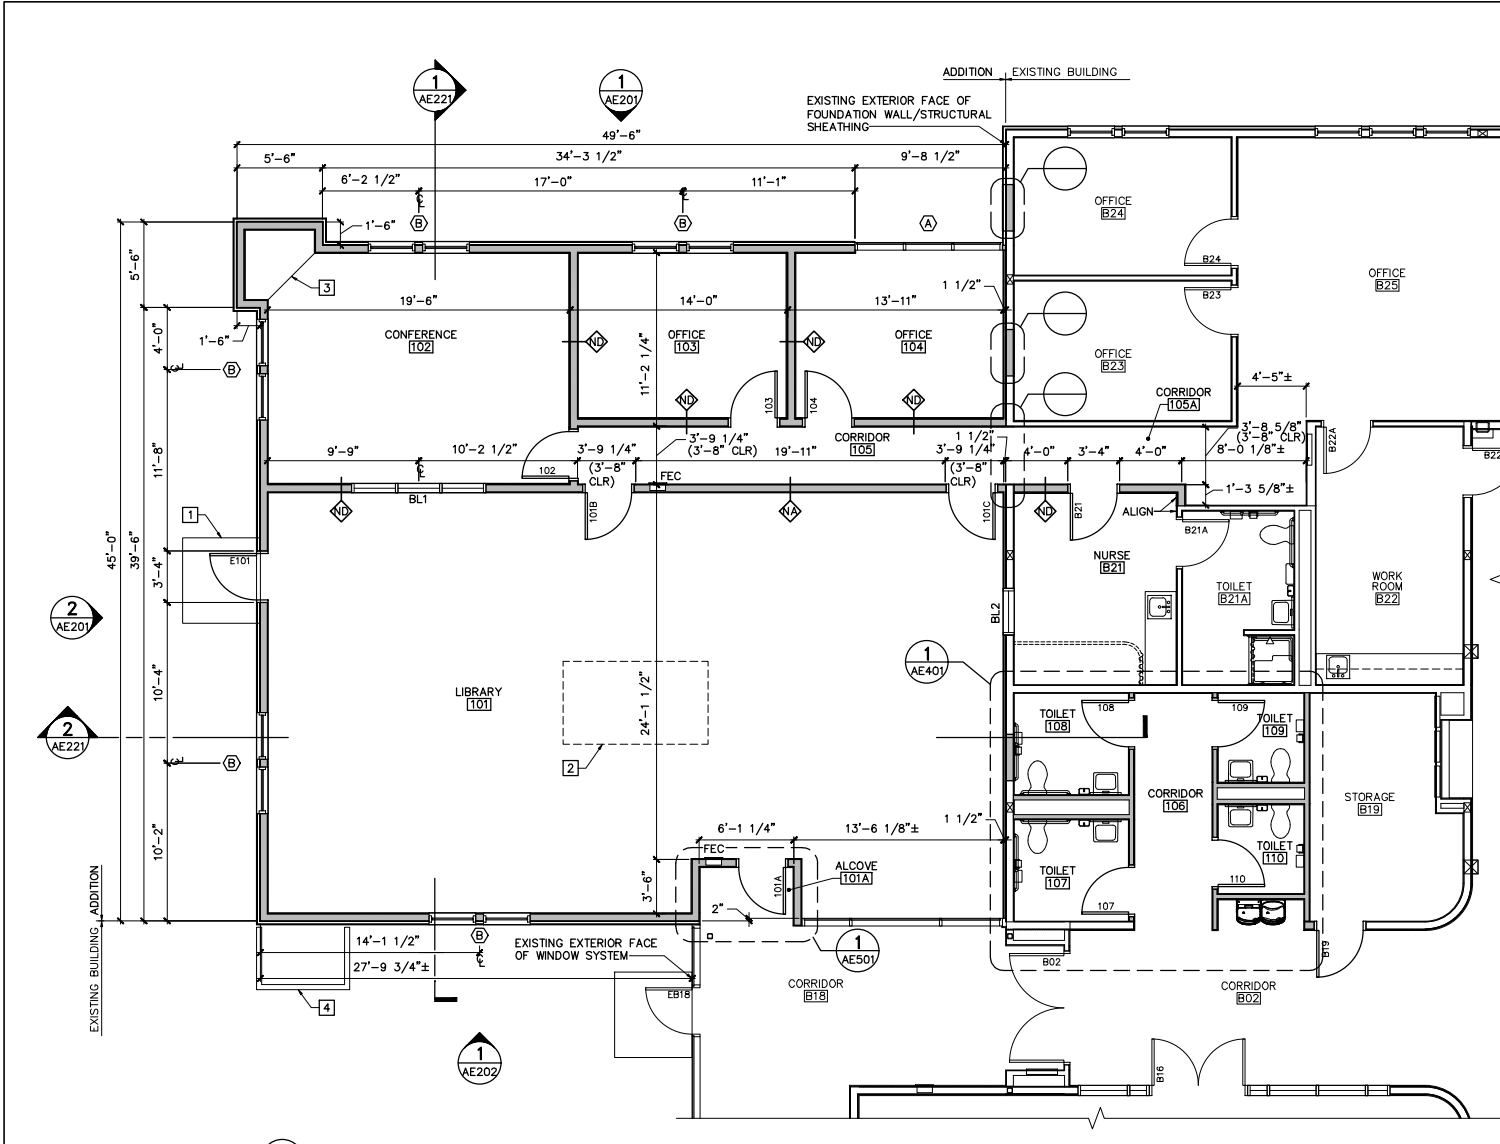 ADDITION
EXISTING BUILDING
1
AE221
1
AE201
EXISTING EXTERIOR FACE OF
FOUNDATION WALL/STRUCTURAL
SHEATHING
49'-6"
5'-6"
34'-3 1/2"
9'-8 1/2"
6'-2 1/2"
17'-0"
11'-1"
B
B
A
1'-6"
OFFICE
B24
B24
5'-6"
45'-0"
39'-6"
3
OFFICE
B25
B23
1 1/2"
19'-6"
14'-0"
13'-11"
4'-0"
1'-6"
B
CONFERENCE
102
ND
OFFICE
103
ND
OFFICE
104
11'-2 1/4"
OFFICE
B23
4'-5"±
CORRIDOR
105A
ND
103
104
ND
11'-8"
9'-9"
10'-2 1/2"
102
3'-9 1/4"
(3'-8"
CLR)
3'-9 1/4"
(3'-8" CLR)
19'-11"
CORRIDOR
105
1 1/2"
3'-9 1/4"
(3'-8"
CLR)
4'-0"
3'-4"
4'-0"
3'-8 5/8"
(3'-8" CLR)
8'-0 1/8"±
B22A
B22
FEC
BL1
ND
101B
NA
101C
ND
B21
ALIGN
1'-3 5/8"±
B21A
1
E101
3'-4"
NURSE
B21
TOILET
B21A
WORK
ROOM
B22
BL2
2
AE201
1
AE401
10'-4"
LIBRARY
101
24'-1 1/2"
2
2
AE221
TOILET
108
108
109
TOILET
109
B
CORRIDOR
106
STORAGE
B19
10'-2"
6'-1 1/4"
13'-6 1/8"±
1 1/2"
FEC
ALCOVE
101A
101A
3'-6"
2"
TOILET
107
107
TOILET
110
110
EXISTING BUILDING
ADDITION
B
14'-1 1/2"
27'-9 3/4"±
4
EXISTING EXTERIOR FACE
OF WINDOW SYSTEM
1
AE501
B02
B19
EB18
CORRIDOR
B18
CORRIDOR
B02
1
AE202
B16